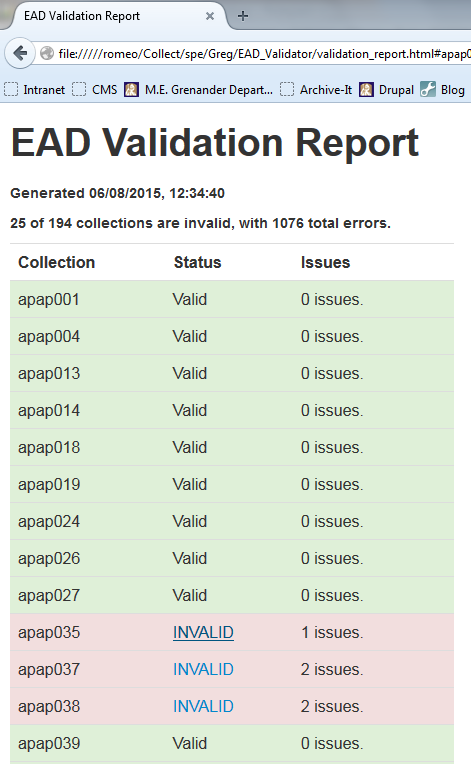 EAD Validation Report × +
file://///romeo/Collect/spe/Greg/EAD_Validator/validation_report.html#apap0
Intranet CMS M.E. Grenander Depart... Archive-It Drupal Blog
EAD Validation Report
Generated 06/08/2015, 12:34:40
25 of 194 collections are invalid, with 1076 total errors.
Collection Status Issues
apap001 Valid 0 issues.
apap004 Valid 0 issues.
apap013 Valid 0 issues.
apap014 Valid 0 issues.
apap018 Valid 0 issues.
apap019 Valid 0 issues.
apap024 Valid 0 issues.
apap026 Valid 0 issues.
apap027 Valid 0 issues.
apap035 INVALID 1 issues.
apap037 INVALID 2 issues.
apap038 INVALID 2 issues.
apap039 Valid 0 issues.